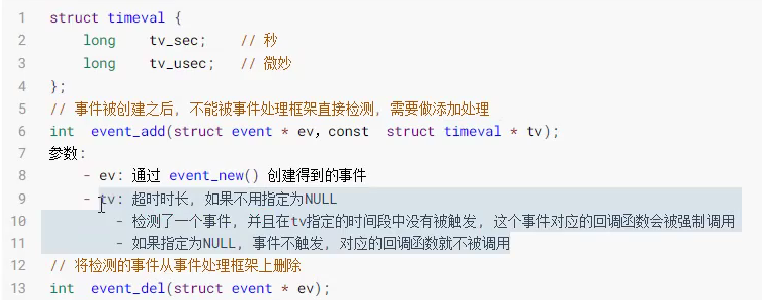 1 struct timeval {
2 long tv_sec; // 秒
3 long tv_usec; // 微妙
4 };
5 // 事件被创建之后, 不能被事件处理框架直接检测, 需要做添加处理
6 int event_add(struct event * ev, const struct timeval * tv);
7 参数:
8 - ev: 通过 event_new() 创建得到的事件
9 - tv: 超时时长, 如果不用指定为NULL
10 - 检测了一个事件, 并且在tv指定的时间段中没有被触发, 这个事件对应的回调函数会被强制调用
11 - 如果指定为NULL, 事件不触发, 对应的回调函数就不被调用
12 // 将检测的事件从事件处理框架上删除
13 int event_del(struct event * ev);